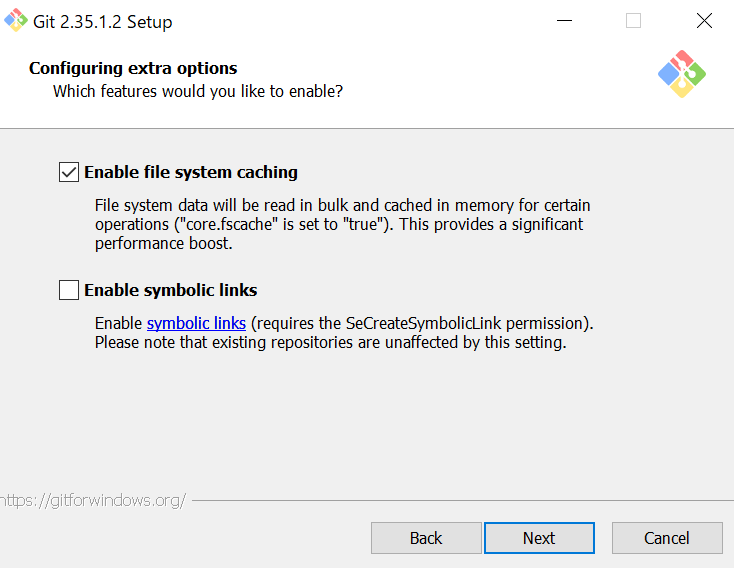 Git 2.35.1.2 Setup
Configuring extra options
Which features would you like to enable?
Enable file system caching
File system data will be read in bulk and cached in memory for certain
operations ("core.fscache" is set to "true"). This provides a significant
performance boost.
Enable symbolic links
Enable symbolic links (requires the SeCreateSymbolicLink permission).
Please note that existing repositories are unaffected by this setting.
https://gitforwindows.org/
Back
Next
Cancel